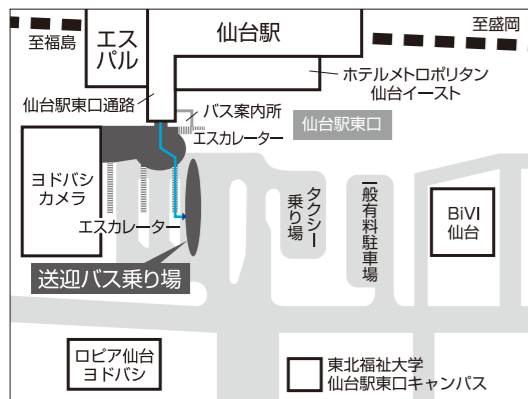 至福島
エス
パル
仙台駅
至盛岡
ホテルメトロポリタン
仙台イースト
仙台駅東口通路
バス案内所
エスカレーター
仙台駅東口
ヨドバシ
カメラ
エスカレーター
タクシー
乗り場
一般有料駐車場
BiVI
仙台
送迎バス乗り場
ロピア仙台
ヨドバシ
東北福祉大学
仙台駅東口キャンパス